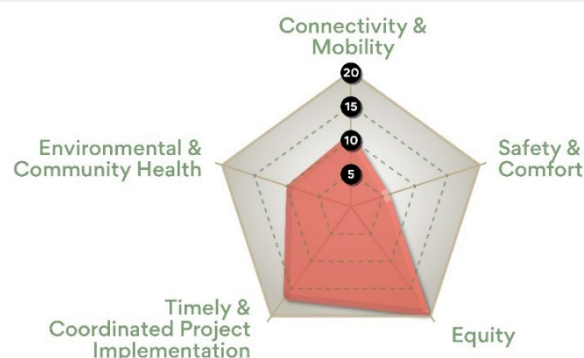 Connectivity &
Mobility
20
15
10
5
Environmental &
Community Health
Safety &
Comfort
Timely &
Coordinated Project
Implementation
Equity